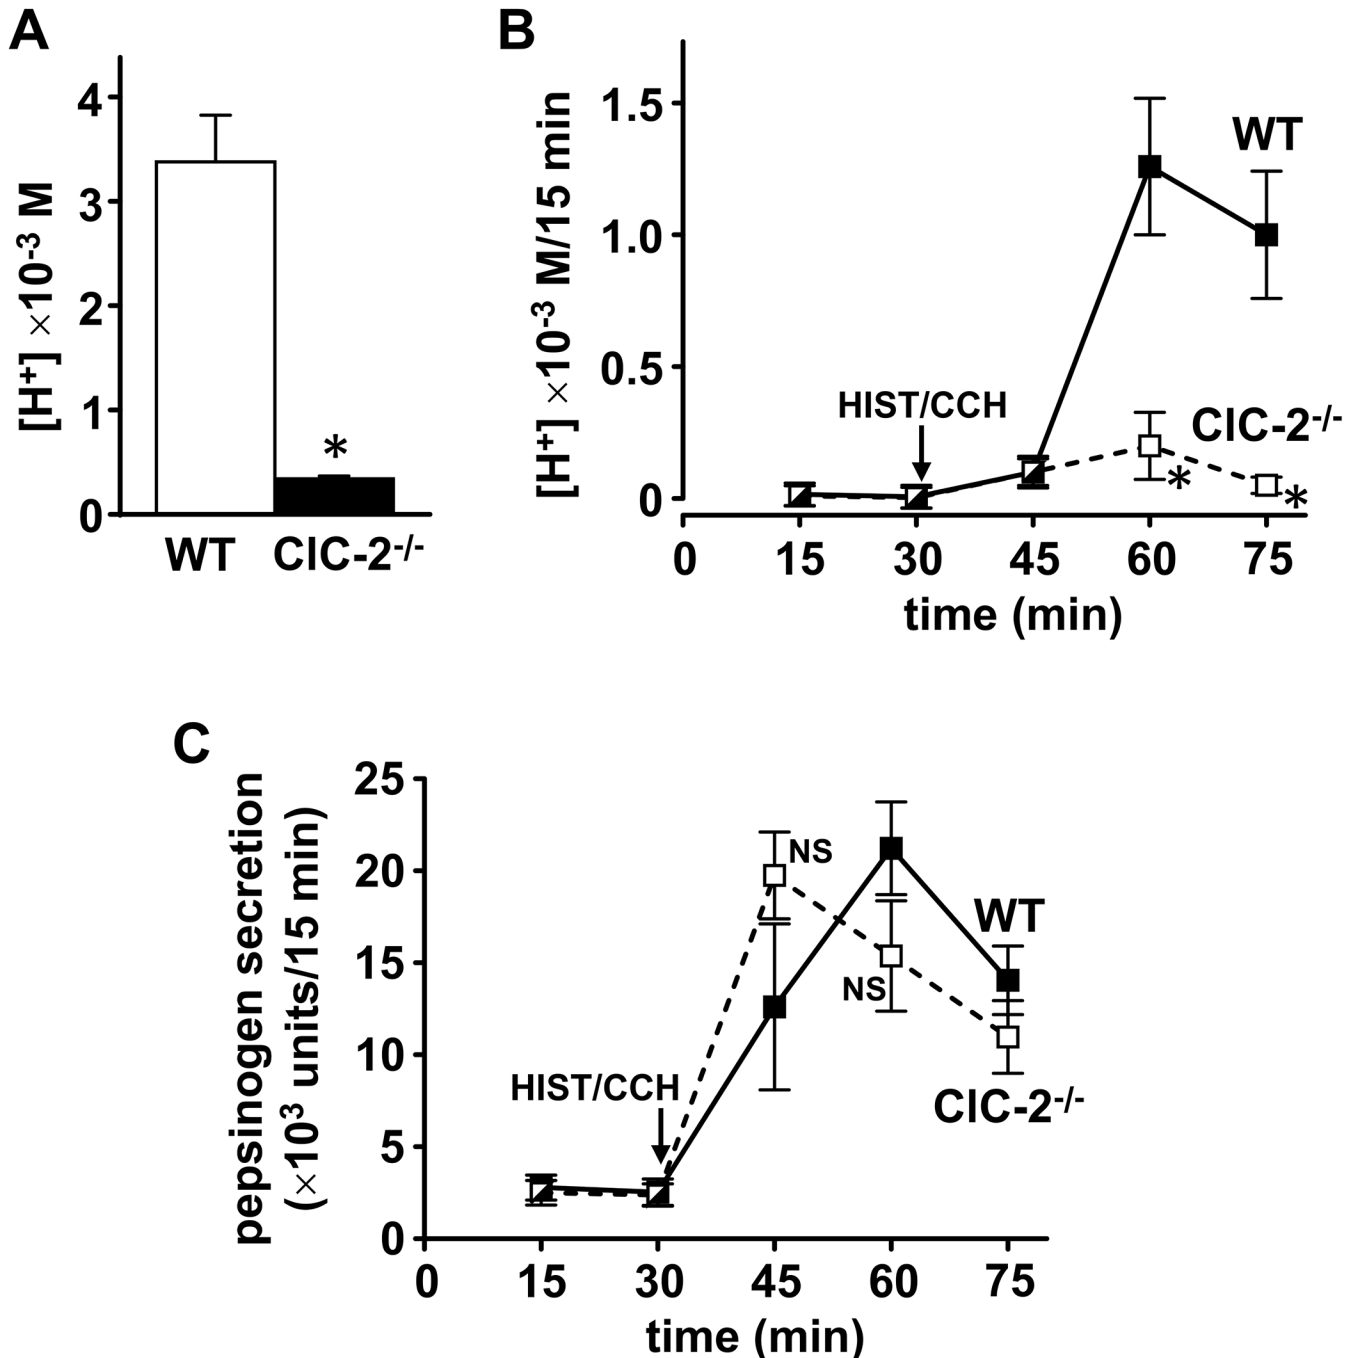 A
[H⁺] ×10⁻³ M
4
3
2
1
0
*
WT
ClC-2⁻/⁻
B
[H⁺] ×10⁻³ M/15 min
1.5
1.0
0.5
0
HIST/CCH
WT
ClC-2⁻/⁻
*
*
0 15 30 45 60 75
time (min)
C
pepsinogen secretion
(×10³ units/15 min)
25
20
15
10
5
0
NS
NS
WT
HIST/CCH
ClC-2⁻/⁻
0 15 30 45 60 75
time (min)